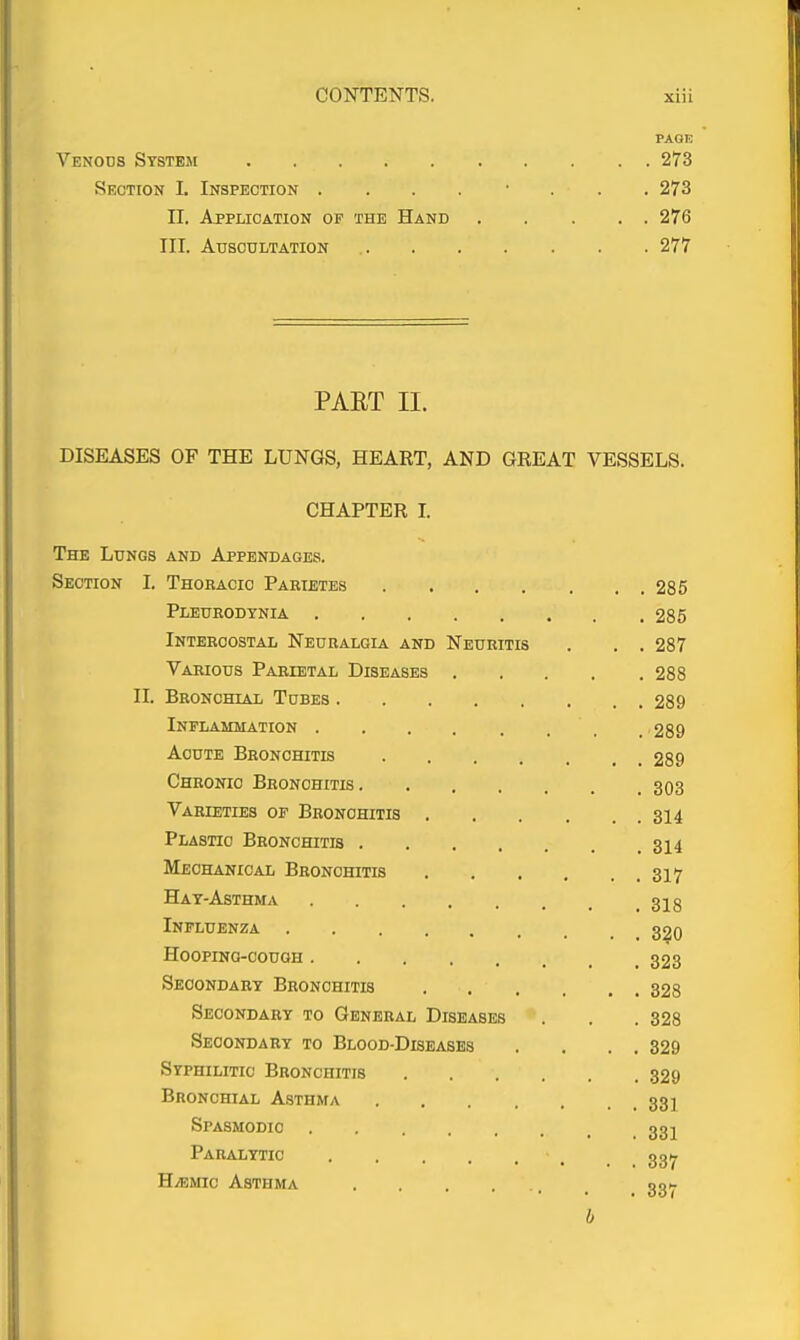 CONTENTS. xiii
PAGE
VENOUS SYSTEM . . . . . . . . . . 273
SECTION I. INSPECTION . . . . . . . . 273
II. APPLICATION OF THE HAND . . . . . 276
III. AUSCULTATION . . . . . . . 277
PART II.
DISEASES OF THE LUNGS, HEART, AND GREAT VESSELS.
CHAPTER I.
THE LUNGS AND APPENDAGES.
SECTION I. THORACIC PARIETES . . . . . . . 285
PLEURODYNIA . . . . . . . . 285
INTERCOSTAL NEURALGIA AND NEURITIS . . . 287
VARIOUS PARIETAL DISEASES . . . . . 288
II. BRONCHIAL TUBES . . . . . . . . 289
INFLAMMATION . . . . . . . . 289
ACUTE BRONCHITIS . . . . . . . 289
CHRONIC BRONCHITIS . . . . . . . 303
VARIETIES OF BRONCHITIS . . . . . . 314
PLASTIC BRONCHITIS . . . . . . . 314
MECHANICAL BRONCHITIS . . . . . . 317
HAY-ASTHMA . . . . . . . . 318
INFLUENZA . . . . . . . . . 320
HOOPING-COUGH . . . . . . . . 323
SECONDARY BRONCHITIS . . . . . . 328
SECONDARY TO GENERAL DISEASES . . . 328
SECONDARY TO BLOOD-DISEASES . . . . 329
SYPHILITIC BRONCHITIS . . . . . . 329
BRONCHIAL ASTHMA . . . . . . . 331
SPASMODIC . . . . . . . . 331
PARALYTIC . . . . . . . . 337
HÆMIC ASTHMA . . . . . . . 337
b